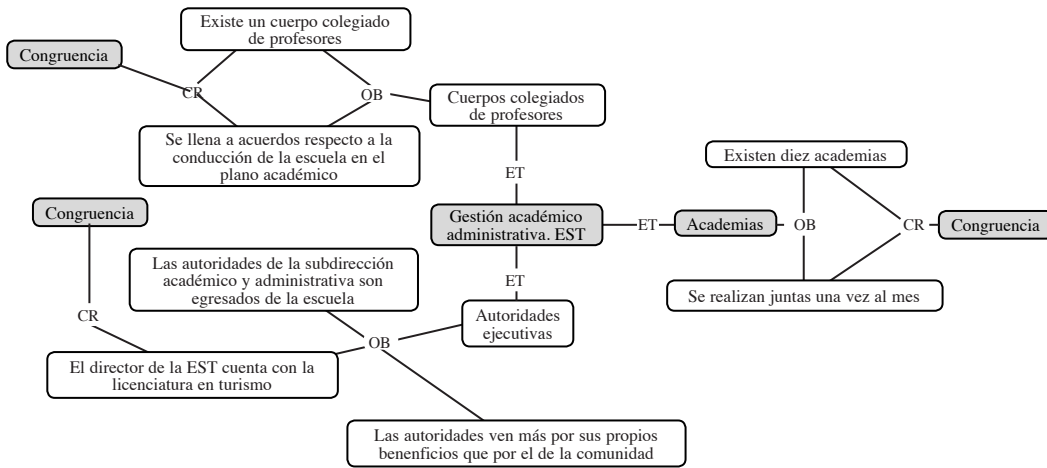 Existe un cuerpo colegiado
de profesores
Congruencia
CR
OB
Cuerpos colegiados
de profesores
Se llena a acuerdos respecto a la
conducción de la escuela en el
plano académico
Existen diez academias
ET
Congruencia
Gestión académico
administrativa. EST
ET
Academias
OB
CR
Congruencia
Las autoridades de la subdirección
académico y administrativa son
egresados de la escuela
ET
Se realizan juntas una vez al mes
CR
Autoridades
ejecutivas
OB
El director de la EST cuenta con la
licenciatura en turismo
Las autoridades ven más por sus propios
benenficios que por el de la comunidad